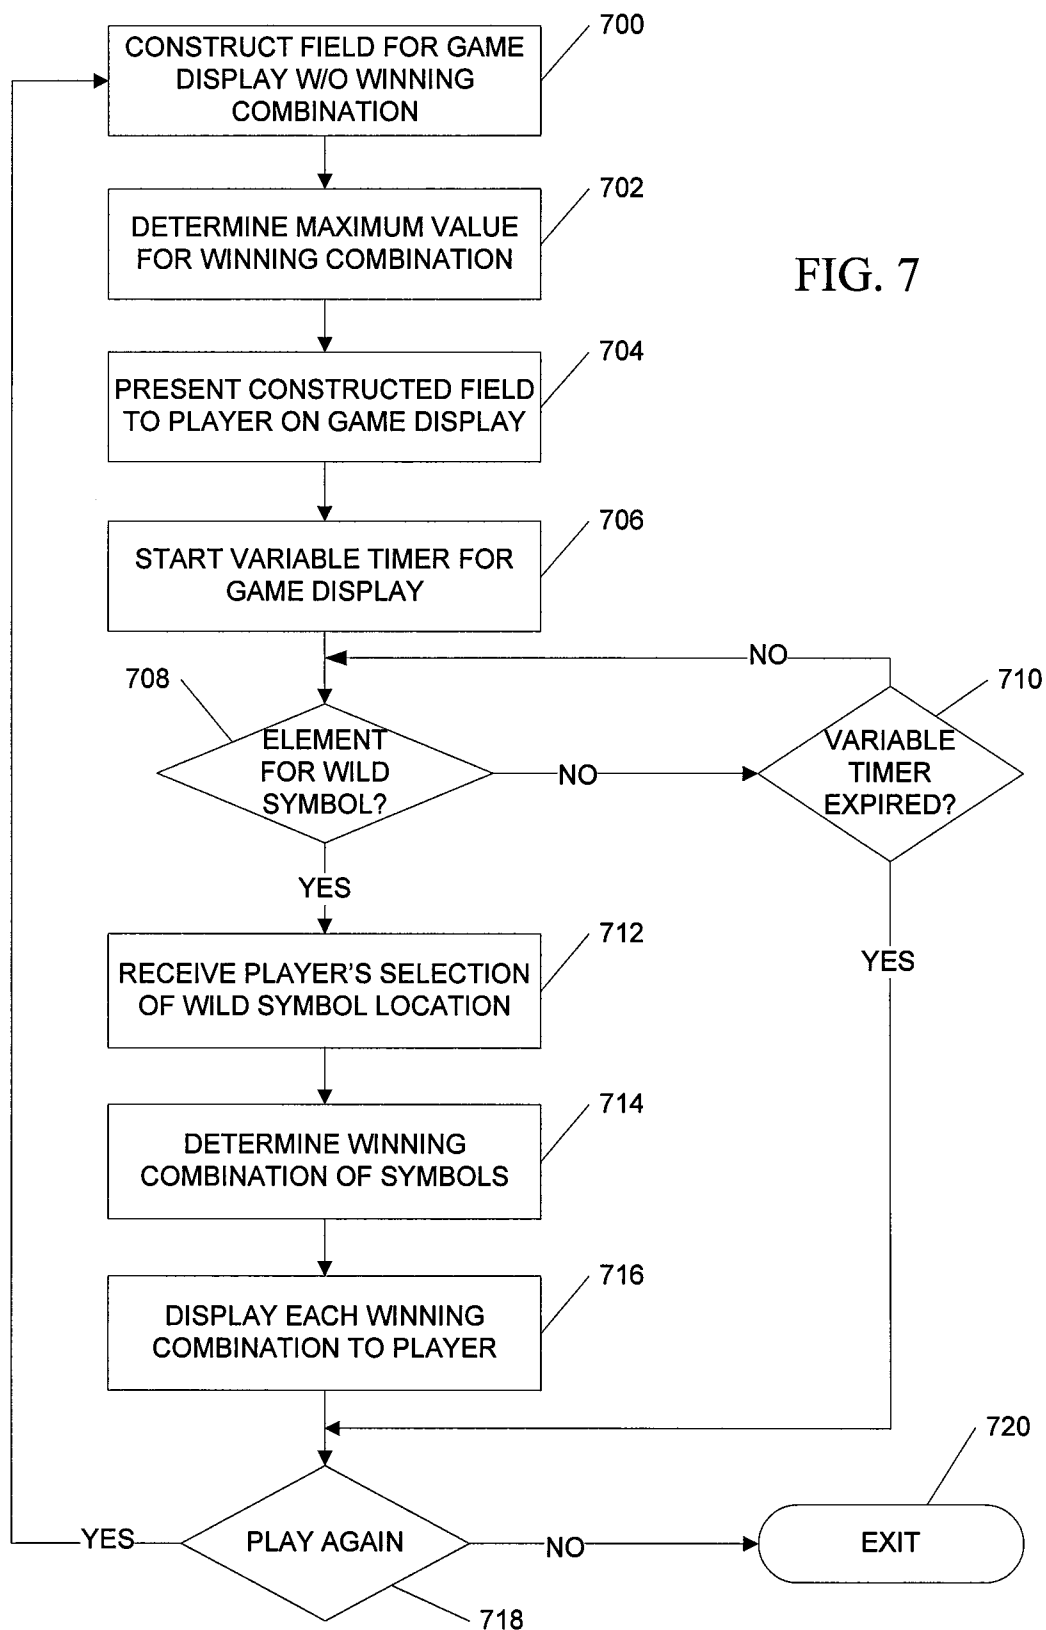 700
CONSTRUCT FIELD FOR GAME
DISPLAY W/O WINNING
COMBINATION
702
DETERMINE MAXIMUM VALUE
FOR WINNING COMBINATION
FIG. 7
704
PRESENT CONSTRUCTED FIELD
TO PLAYER ON GAME DISPLAY
706
START VARIABLE TIMER FOR
GAME DISPLAY
NO
708
710
ELEMENT
FOR WILD
SYMBOL?
NO
VARIABLE
TIMER
EXPIRED?
YES
712
RECEIVE PLAYER'S SELECTION
OF WILD SYMBOL LOCATION
YES
714
DETERMINE WINNING
COMBINATION OF SYMBOLS
716
DISPLAY EACH WINNING
COMBINATION TO PLAYER
720
YES
PLAY AGAIN
NO
EXIT
718